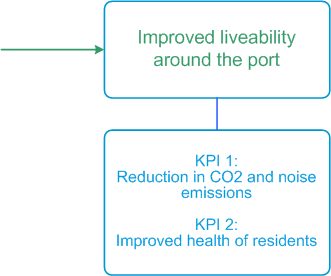 Improved liveability
around the port
KPI 1:
Reduction in CO2 and noise
emissions
KPI 2:
Improved health of residents